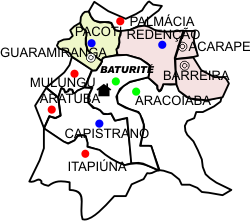 PALMÁCIA
PACOTI
REDENÇÃO
ACARAPE
GUARAMIRANGA
BATURITÉ
BARREIRA
MULUNGU
ARATUBA
ARACOIABA
CAPISTRANO
ITAPIÚNA